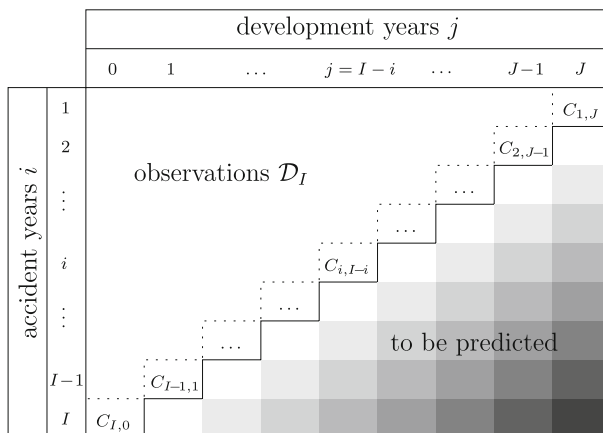 development years j
0 1 … j = I − i … J−1 J
accident years i
1 C_{1,J}
2 C_{2,J−1}
observations 𝒟_I
⋮ …
…
i C_{i,I−i}
…
⋮ …
to be predicted
I−1 C_{I−1,1}
I C_{I,0}